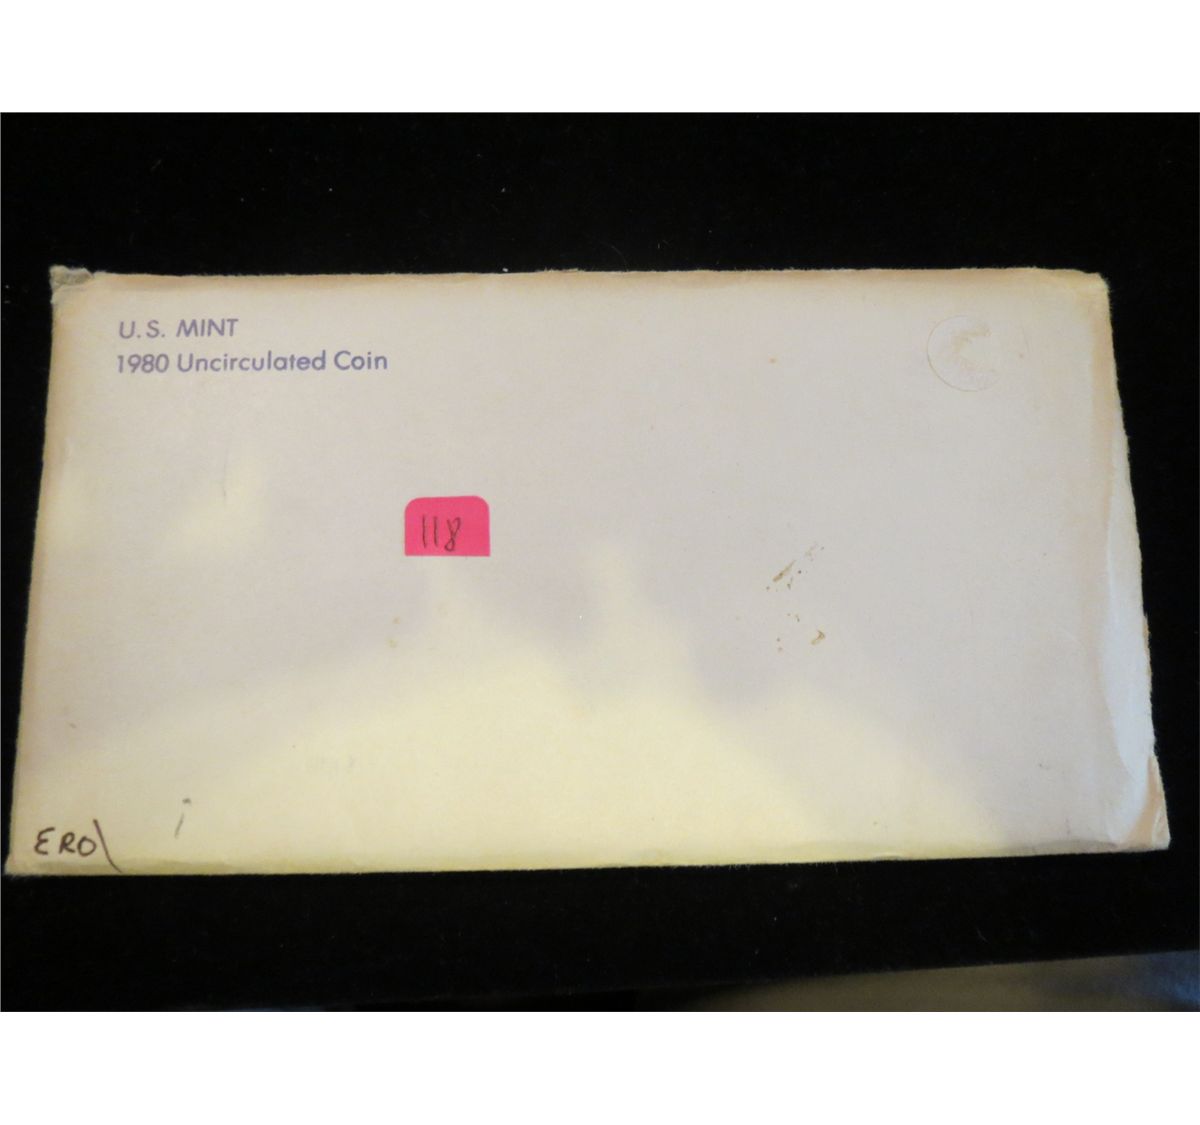 U.S. MINT
1980 Uncirculated Coin
118
ERO\